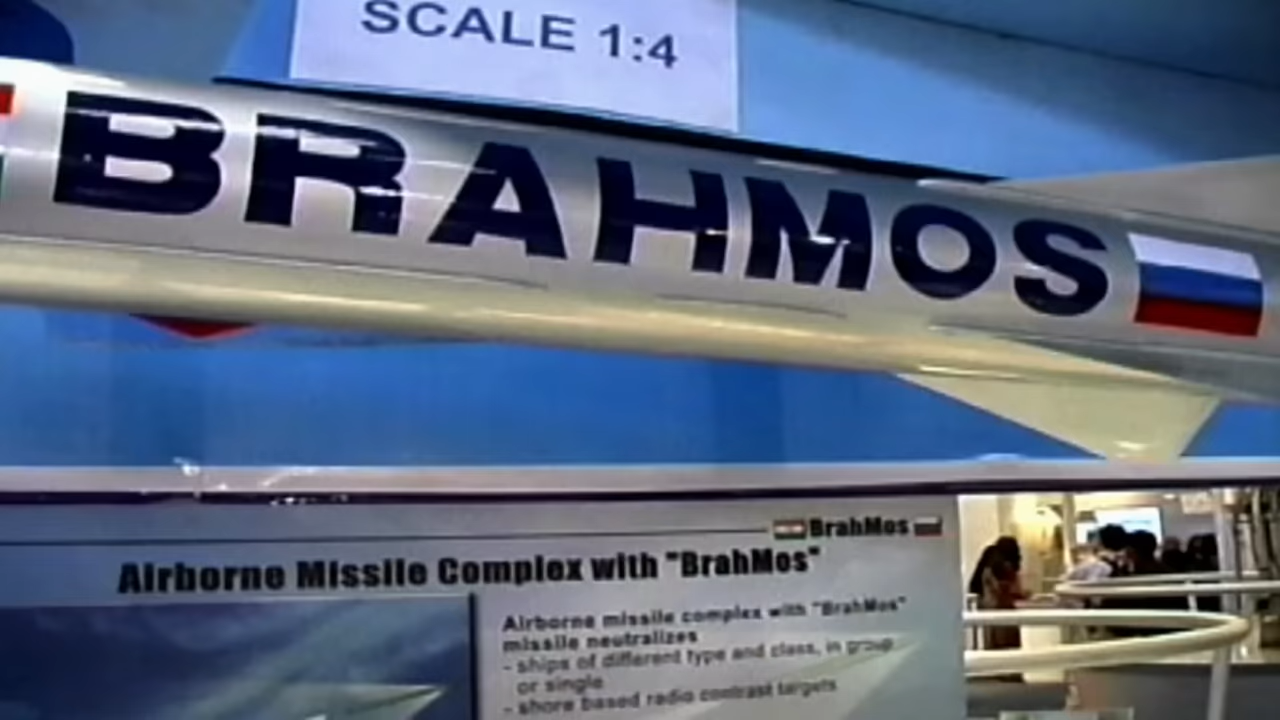 SCALE 1:4
BRAHMOS
BrahMos
Airborne Missile Complex with "BrahMos"
Airborne missile complex with "BrahMos"
missile neutralizes
- ships of different type and class, in group
or single
- shore based radio contrast targets